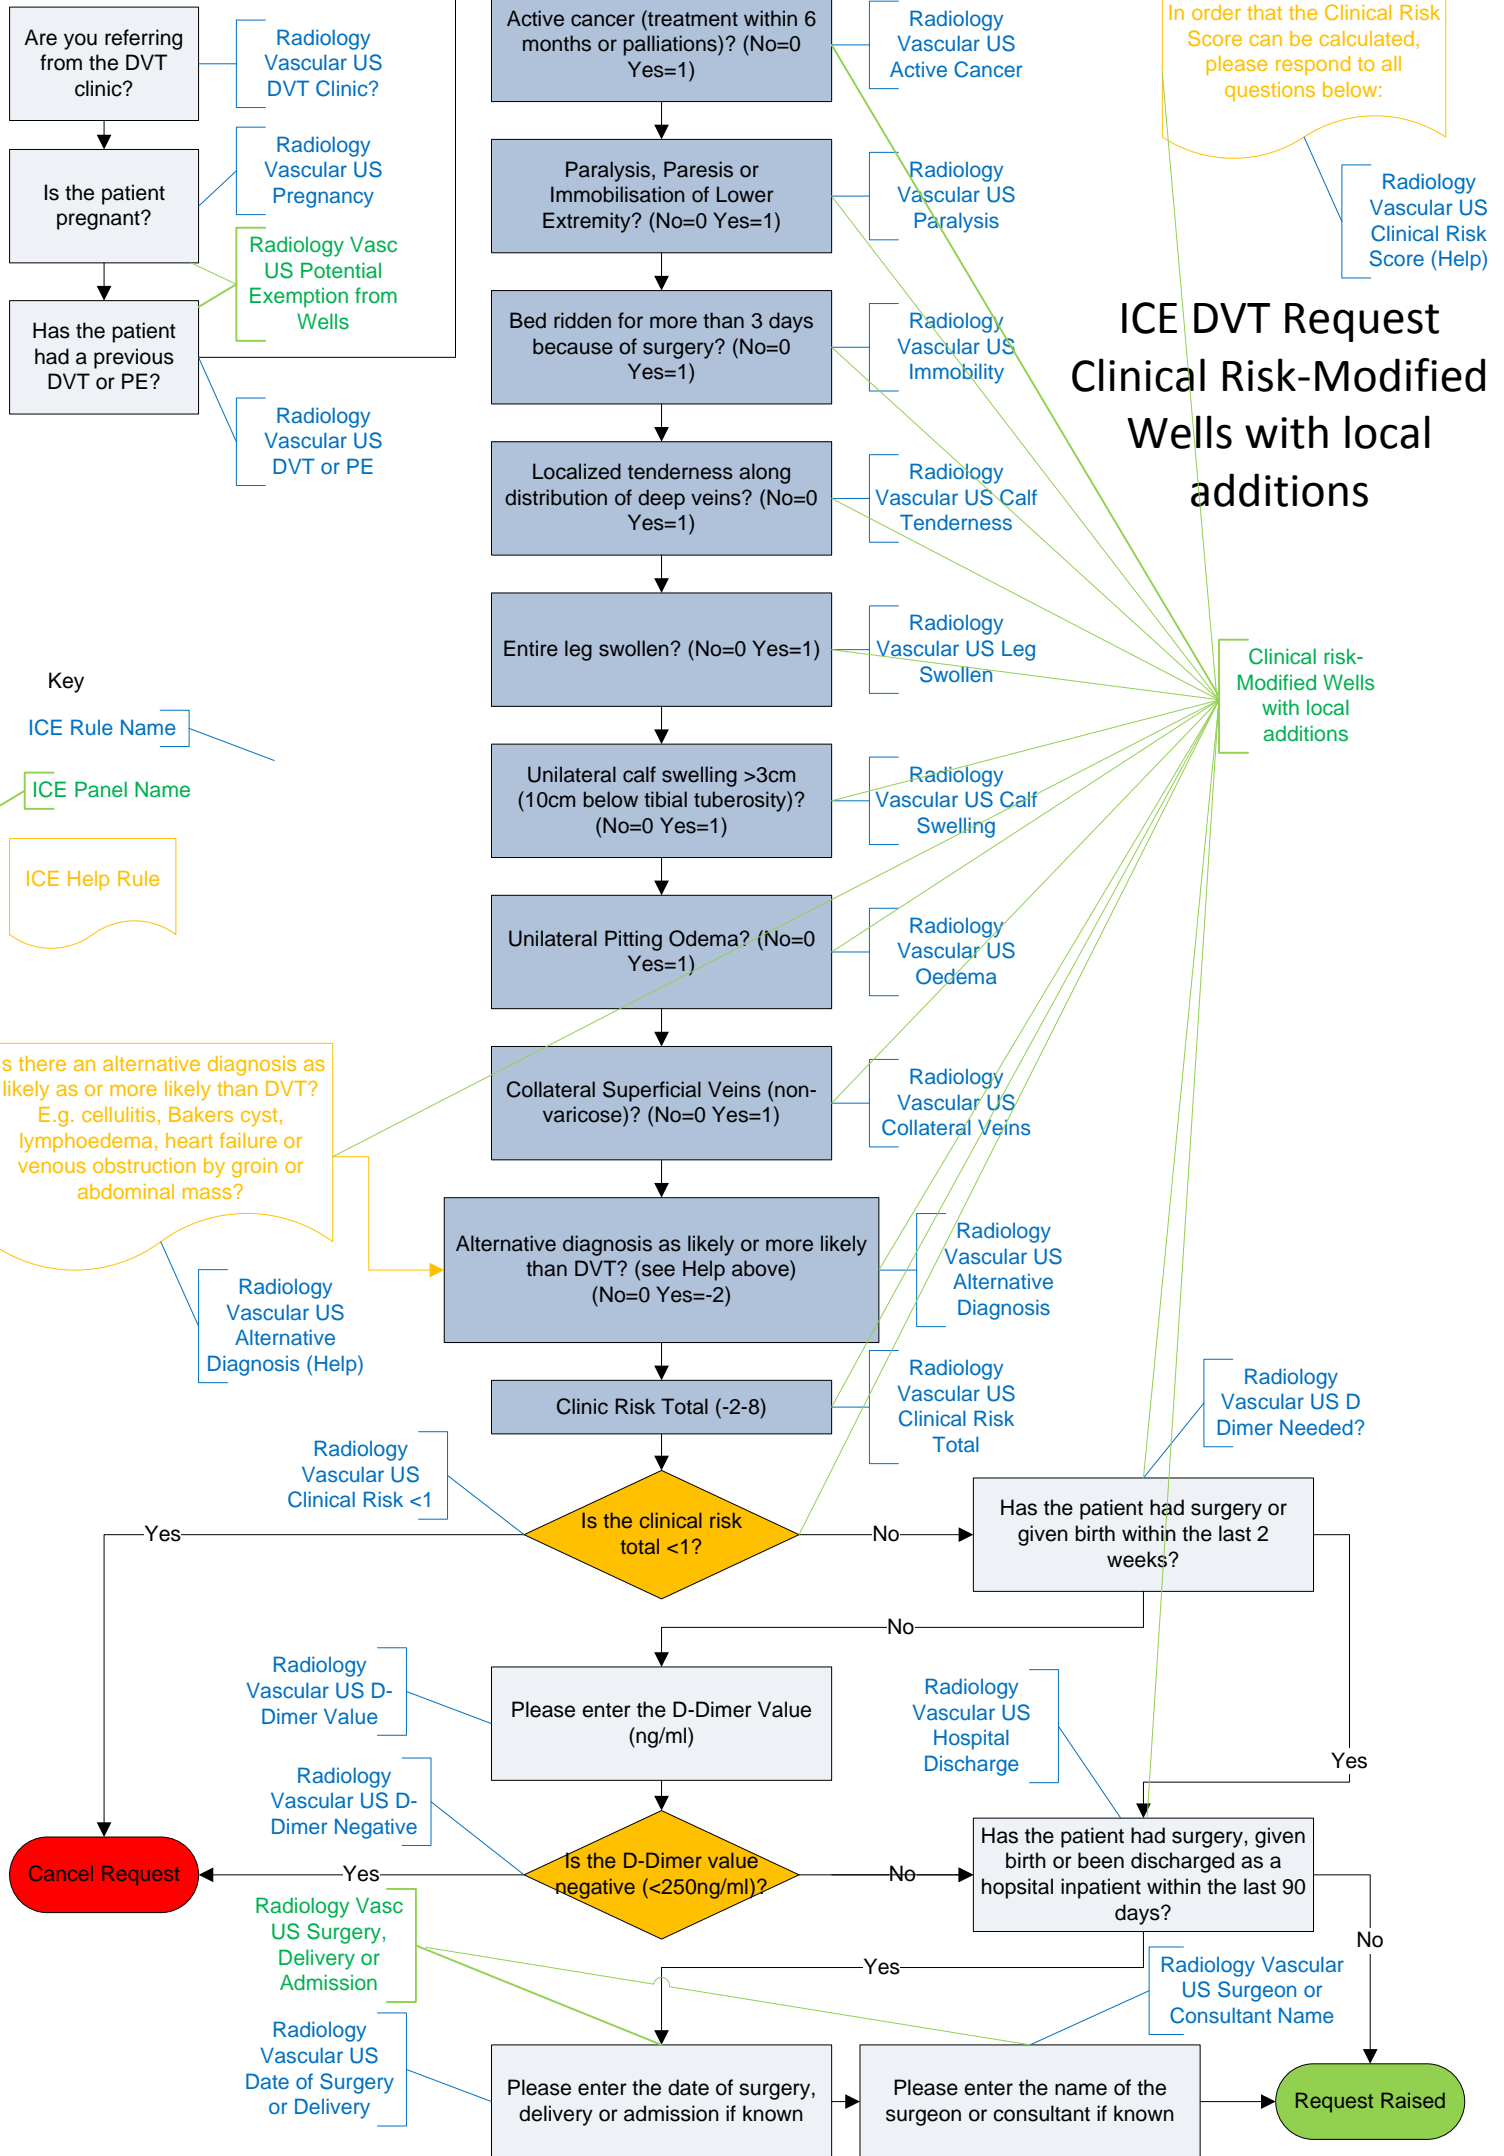 Are you referring
from the DVT
clinic?
Radiology
Vascular US
DVT Clinic?
Is the patient
pregnant?
Radiology
Vascular US
Pregnancy
Radiology Vasc
US Potential
Exemption from
Wells
Has the patient
had a previous
DVT or PE?
Radiology
Vascular US
DVT or PE
Active cancer (treatment within 6
months or palliations)? (No=0
Yes=1)
Radiology
Vascular US
Active Cancer
In order that the Clinical Risk
Score can be calculated,
please respond to all
questions below:
Radiology
Vascular US
Clinical Risk
Score (Help)
Paralysis, Paresis or
Immobilisation of Lower
Extremity? (No=0 Yes=1)
Radiology
Vascular US
Paralysis
ICE DVT Request
Clinical Risk-Modified
Wells with local
additions
Bed ridden for more than 3 days
because of surgery? (No=0
Yes=1)
Radiology
Vascular US
Immobility
Localized tenderness along
distribution of deep veins? (No=0
Yes=1)
Radiology
Vascular US Calf
Tenderness
Entire leg swollen? (No=0 Yes=1)
Radiology
Vascular US Leg
Swollen
Clinical risk-
Modified Wells
with local
additions
Key
ICE Rule Name
ICE Panel Name
ICE Help Rule
Unilateral calf swelling >3cm
(10cm below tibial tuberosity)?
(No=0 Yes=1)
Radiology
Vascular US Calf
Swelling
Unilateral Pitting Odema? (No=0
Yes=1)
Radiology
Vascular US
Oedema
s there an alternative diagnosis as
likely as or more likely than DVT?
E.g. cellulitis, Bakers cyst,
lymphoedema, heart failure or
venous obstruction by groin or
abdominal mass?
Radiology
Vascular US
Alternative
Diagnosis (Help)
Collateral Superficial Veins (non-
varicose)? (No=0 Yes=1)
Radiology
Vascular US
Collateral Veins
Alternative diagnosis as likely or more likely
than DVT? (see Help above)
(No=0 Yes=-2)
Radiology
Vascular US
Alternative
Diagnosis
Clinic Risk Total (-2-8)
Radiology
Vascular US
Clinical Risk
Total
Radiology
Vascular US D
Dimer Needed?
Radiology
Vascular US
Clinical Risk <1
Is the clinical risk
total <1?
Yes
No
Has the patient had surgery or
given birth within the last 2
weeks?
No
Yes
Radiology
Vascular US D-
Dimer Value
Please enter the D-Dimer Value
(ng/ml)
Radiology
Vascular US
Hospital
Discharge
Radiology
Vascular US D-
Dimer Negative
Is the D-Dimer value
negative (<250ng/ml)?
Yes
No
Cancel Request
Has the patient had surgery, given
birth or been discharged as a
hopsital inpatient within the last 90
days?
No
Yes
Radiology Vasc
US Surgery,
Delivery or
Admission
Radiology Vascular
US Surgeon or
Consultant Name
Radiology
Vascular US
Date of Surgery
or Delivery
Please enter the date of surgery,
delivery or admission if known
Please enter the name of the
surgeon or consultant if known
Request Raised